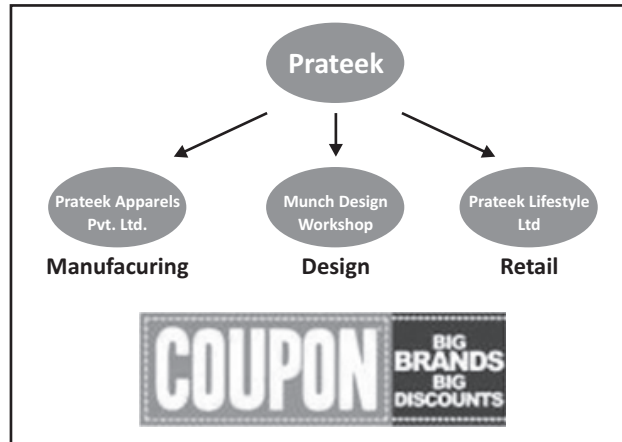 Prateek
Prateek Apparels
Pvt. Ltd.
Munch Design
Workshop
Prateek Lifestyle
Ltd
Manufacuring
Design
Retail
COUPON
BIG
BRANDS
BIG
DISCOUNTS